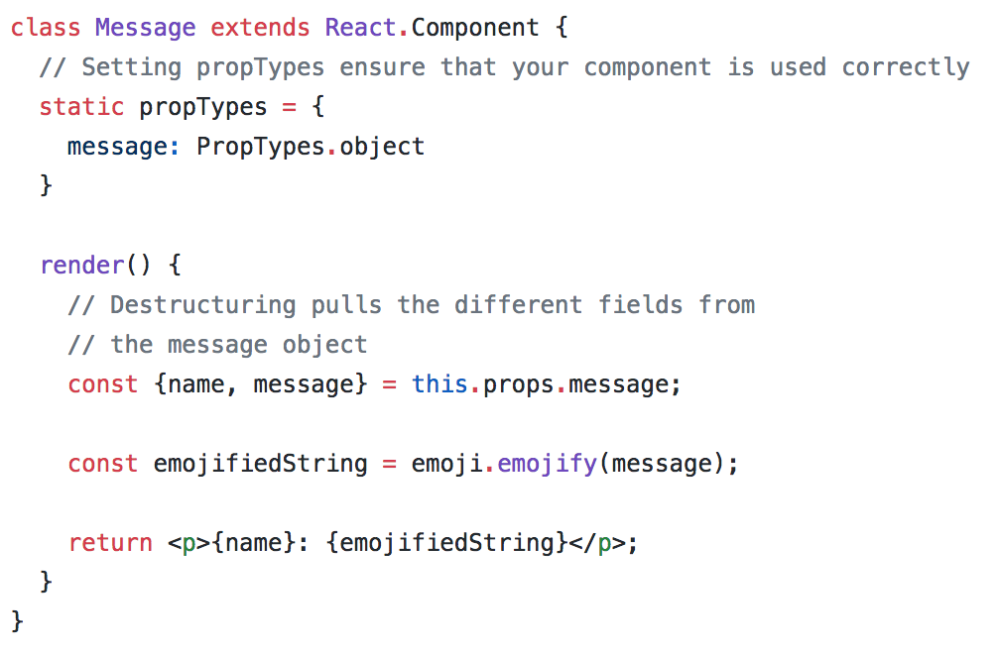 class Message extends React.Component {
  // Setting propTypes ensure that your component is used correctly
  static propTypes = {
    message: PropTypes.object
  }

  render() {
    // Destructuring pulls the different fields from
    // the message object
    const {name, message} = this.props.message;

    const emojifiedString = emoji.emojify(message);

    return <p>{name}: {emojifiedString}</p>;
  }
}